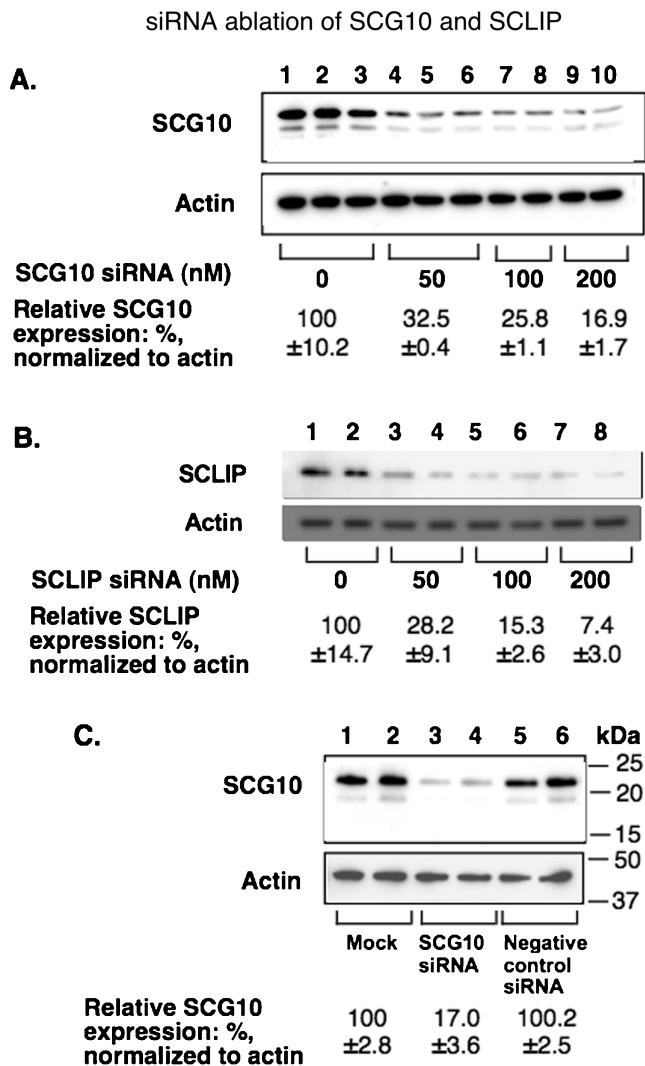 siRNA ablation of SCG10 and SCLIP
A.
1 2 3 4 5 6 7 8 9 10
SCG10
Actin
SCG10 siRNA (nM) 0 50 100 200
Relative SCG10
expression: %,
normalized to actin
100 32.5 25.8 16.9
±10.2 ±0.4 ±1.1 ±1.7
B.
1 2 3 4 5 6 7 8
SCLIP
Actin
SCLIP siRNA (nM) 0 50 100 200
Relative SCLIP
expression: %,
normalized to actin
100 28.2 15.3 7.4
±14.7 ±9.1 ±2.6 ±3.0
C.
1 2 3 4 5 6 kDa
SCG10
25
20
15
Actin
50
37
Mock SCG10 Negative
siRNA control
siRNA
Relative SCG10
expression: %,
normalized to actin
100 17.0 100.2
±2.8 ±3.6 ±2.5